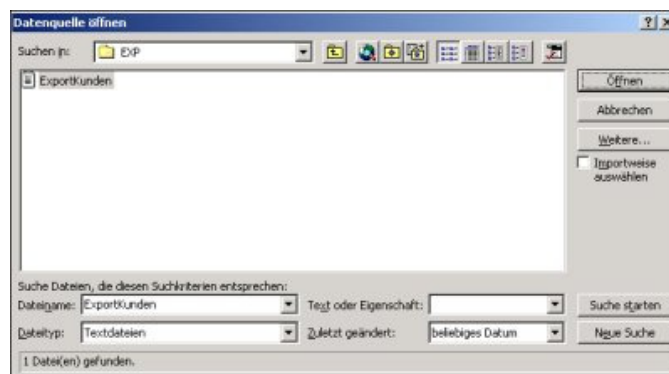 Datenquelle öffnen
Suchen in: EXP
ExportKunden
Öffnen
Abbrechen
Weitere...
Importweise
auswählen
Suche Dateien, die diesen Suchkriterien entsprechen:
Dateiname: ExportKunden Text oder Eigenschaft: Suche starten
Dateityp: Textdateien Zuletzt geändert: beliebiges Datum Neue Suche
1 Datei(en) gefunden.